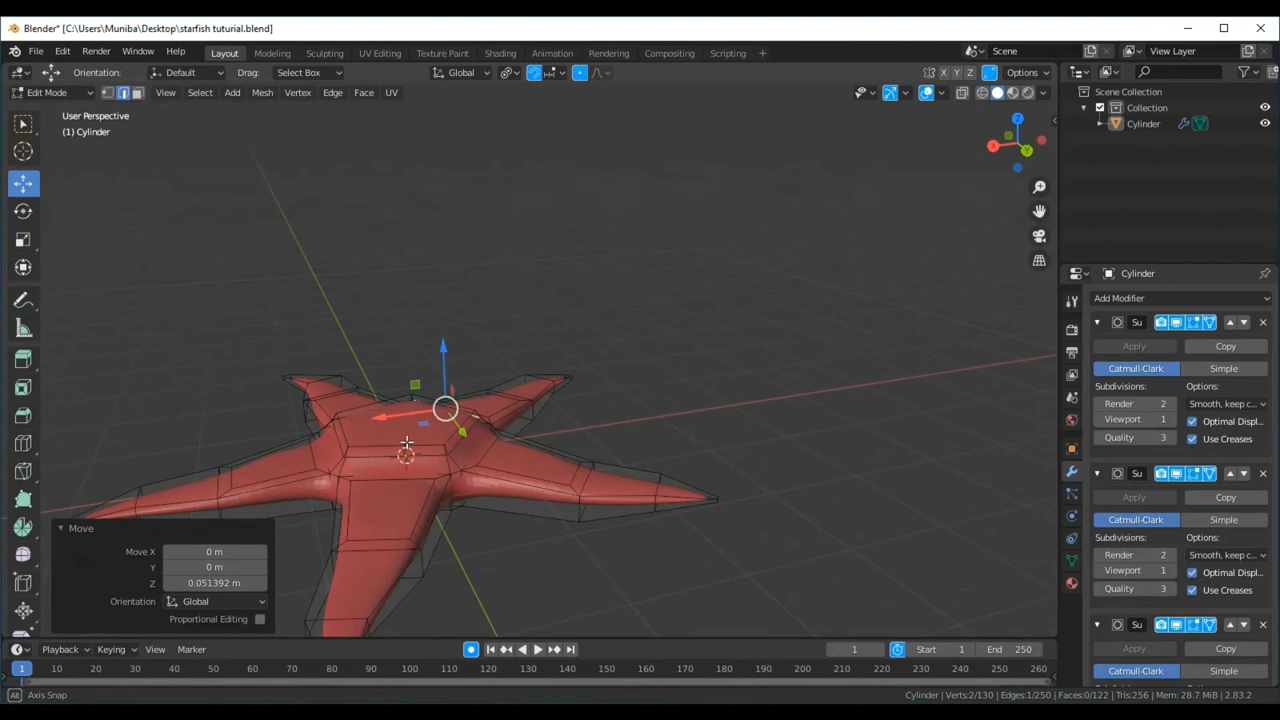 Blender* [C:\Users\Muniba\Desktop\starfish tuturial.blend]
File Edit Render Window Help Layout Modeling Sculpting UV Editing Texture Paint Shading Animation Rendering Compositing Scripting + Scene View Layer
Orientation: Default Drag: Select Box Global X Y Z Options
Edit Mode View Select Add Mesh Vertex Edge Face UV
Scene Collection
Collection
Cylinder
User Perspective
(1) Cylinder
Z
X
Y
Cylinder
Add Modifier
Su
Apply Copy
Catmull-Clark Simple
Subdivisions: Options:
Render 2 Smooth, keep c...
Viewport 1 Optimal Displ...
Quality 3 Use Creases
Su
Apply Copy
Catmull-Clark Simple
Subdivisions: Options:
Render 2 Smooth, keep c...
Viewport 1 Optimal Displ...
Quality 3 Use Creases
Su
Apply Copy
Catmull-Clark Simple
Move
Move X 0 m
Y 0 m
Z 0.051392 m
Orientation Global
Proportional Editing
Playback Keying View Marker 1 Start 1 End 250
1 10 20 30 40 50 60 70 80 90 100 110 120 130 140 150 160 170 180 190 200 210 220 230 240 250 260
Alt Axis Snap Cylinder | Verts:2/130 | Edges:1/250 | Faces:0/122 | Tris:256 | Mem: 28.7 MiB | 2.83.2